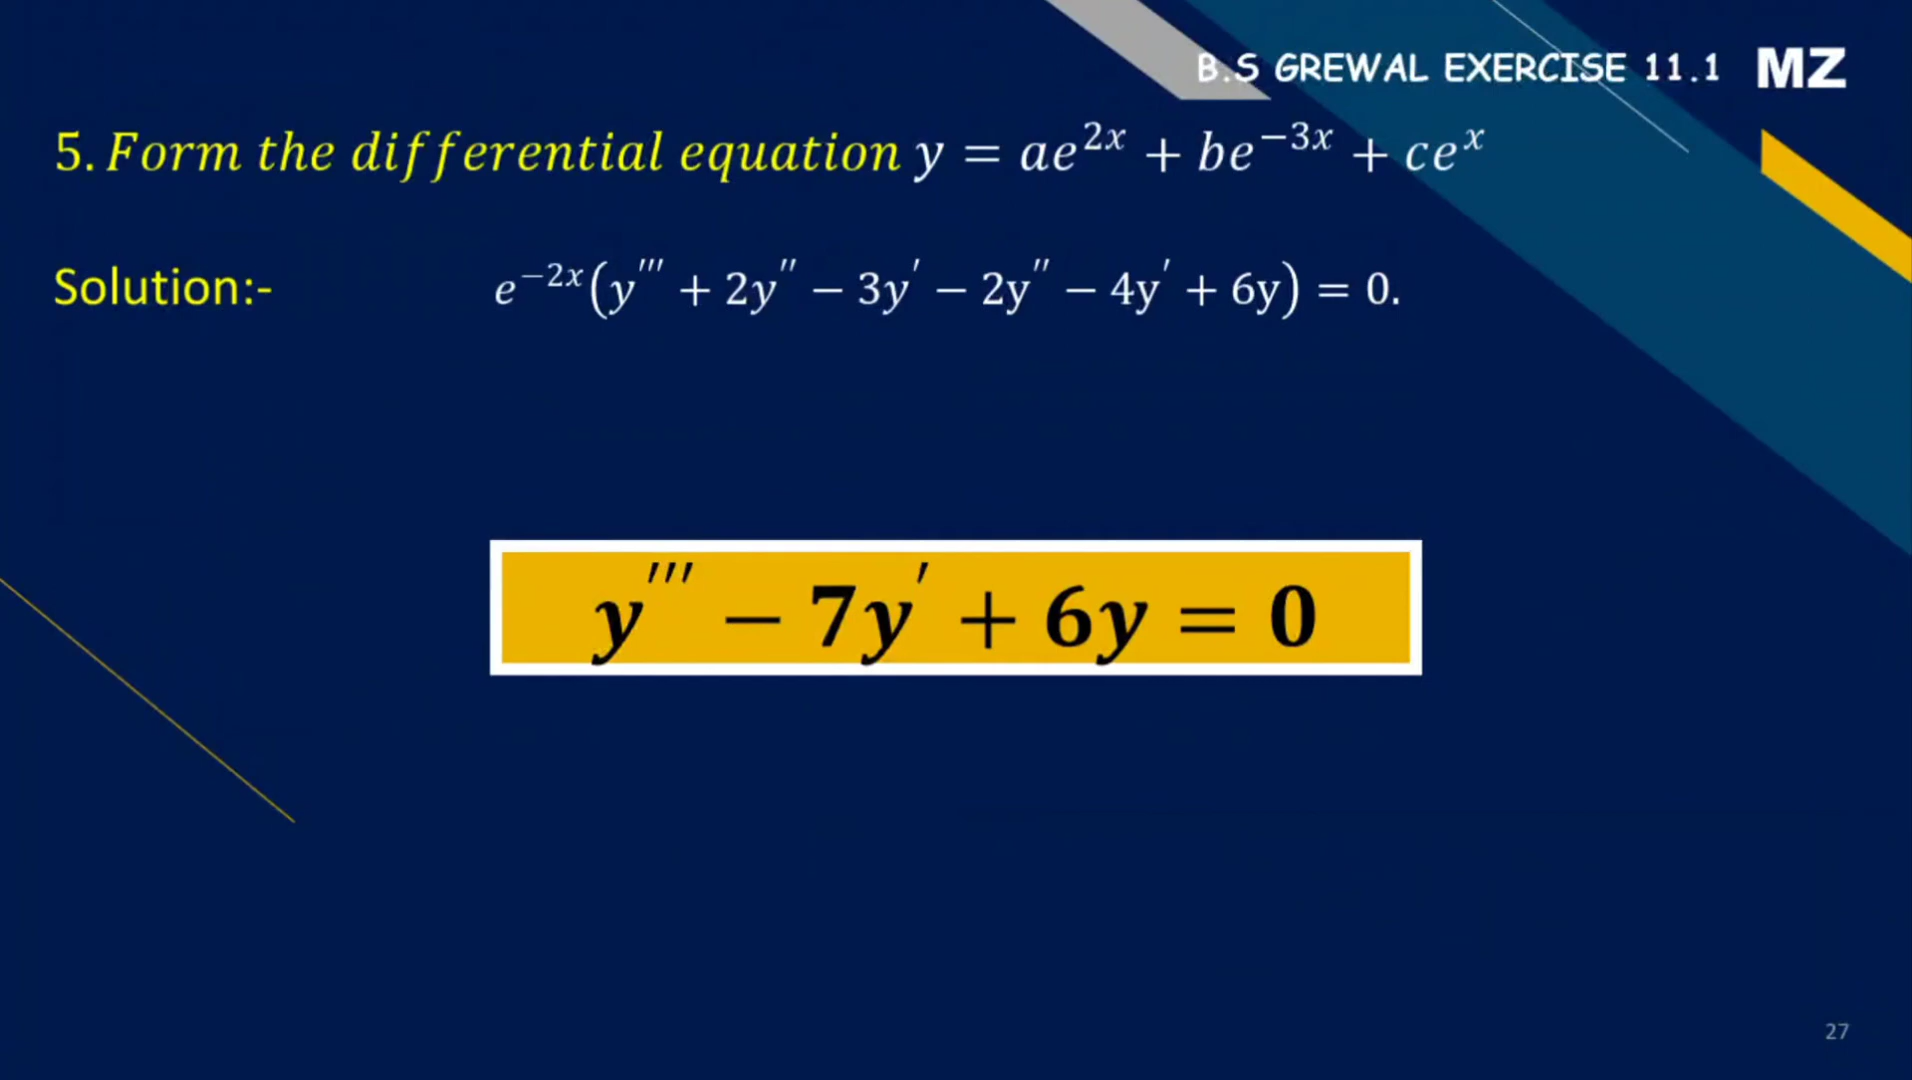 B.S GREWAL EXERCISE 11.1 MZ
5. Form the differential equation y = ae^{2x} + be^{−3x} + ce^{x}
Solution:- e^{−2x}(y''' + 2y'' − 3y' − 2y'' − 4y' + 6y) = 0.
y''' − 7y' + 6y = 0
27